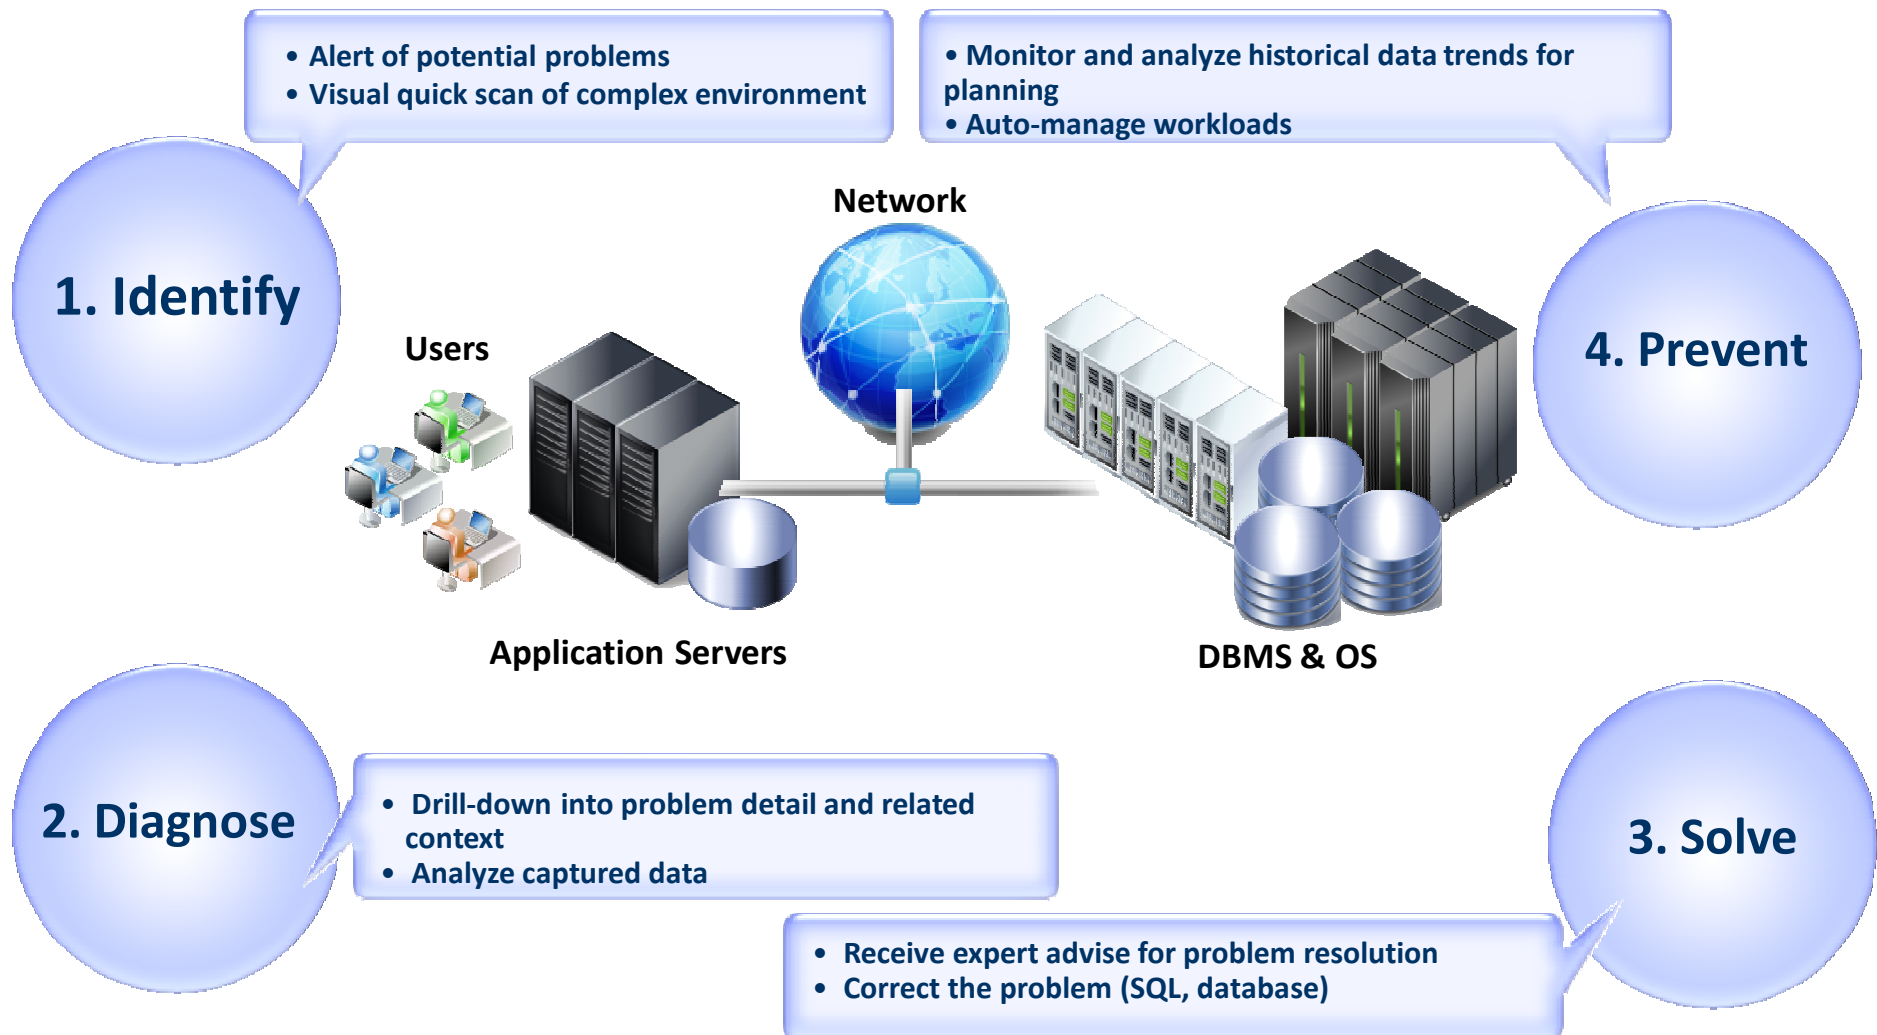 • Alert of potential problems
• Visual quick scan of complex environment
• Monitor and analyze historical data trends for
planning
• Auto-manage workloads
1. Identify
Network
Users
4. Prevent
Application Servers
DBMS & OS
2. Diagnose
• Drill-down into problem detail and related
context
• Analyze captured data
3. Solve
• Receive expert advise for problem resolution
• Correct the problem (SQL, database)